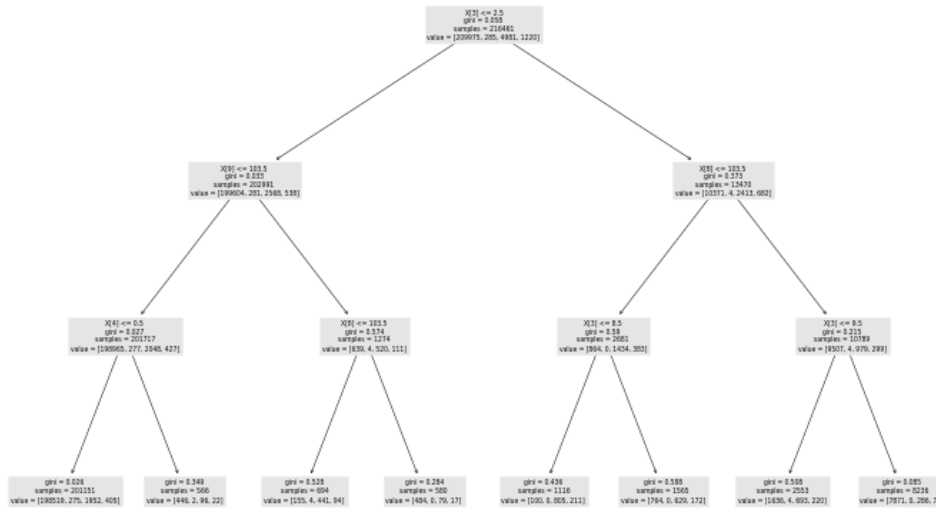 X[3] <= 2.5
gini = 0.058
samples = 216461
value = [209975, 285, 4981, 1220]
X[9] <= 103.5
gini = 0.033
samples = 202991
value = [199604, 281, 2568, 538]
X[8] <= 103.5
gini = 0.373
samples = 13470
value = [10371, 4, 2413, 682]
X[4] <= 0.5
gini = 0.027
samples = 201717
value = [198965, 277, 2048, 427]
X[8] <= 103.5
gini = 0.574
samples = 1274
value = [639, 4, 520, 111]
X[3] <= 8.5
gini = 0.59
samples = 2681
value = [864, 0, 1434, 383]
X[3] <= 9.5
gini = 0.215
samples = 10789
value = [9507, 4, 979, 299]
gini = 0.026
samples = 201151
value = [198519, 275, 1952, 405]
gini = 0.349
samples = 566
value = [446, 2, 96, 22]
gini = 0.528
samples = 694
value = [155, 4, 441, 94]
gini = 0.284
samples = 580
value = [484, 0, 79, 17]
gini = 0.436
samples = 1116
value = [100, 0, 805, 211]
gini = 0.588
samples = 1565
value = [764, 0, 629, 172]
gini = 0.508
samples = 2553
value = [1636, 4, 693, 220]
gini = 0.085
samples = 8236
value = [7871, 0, 286, 7